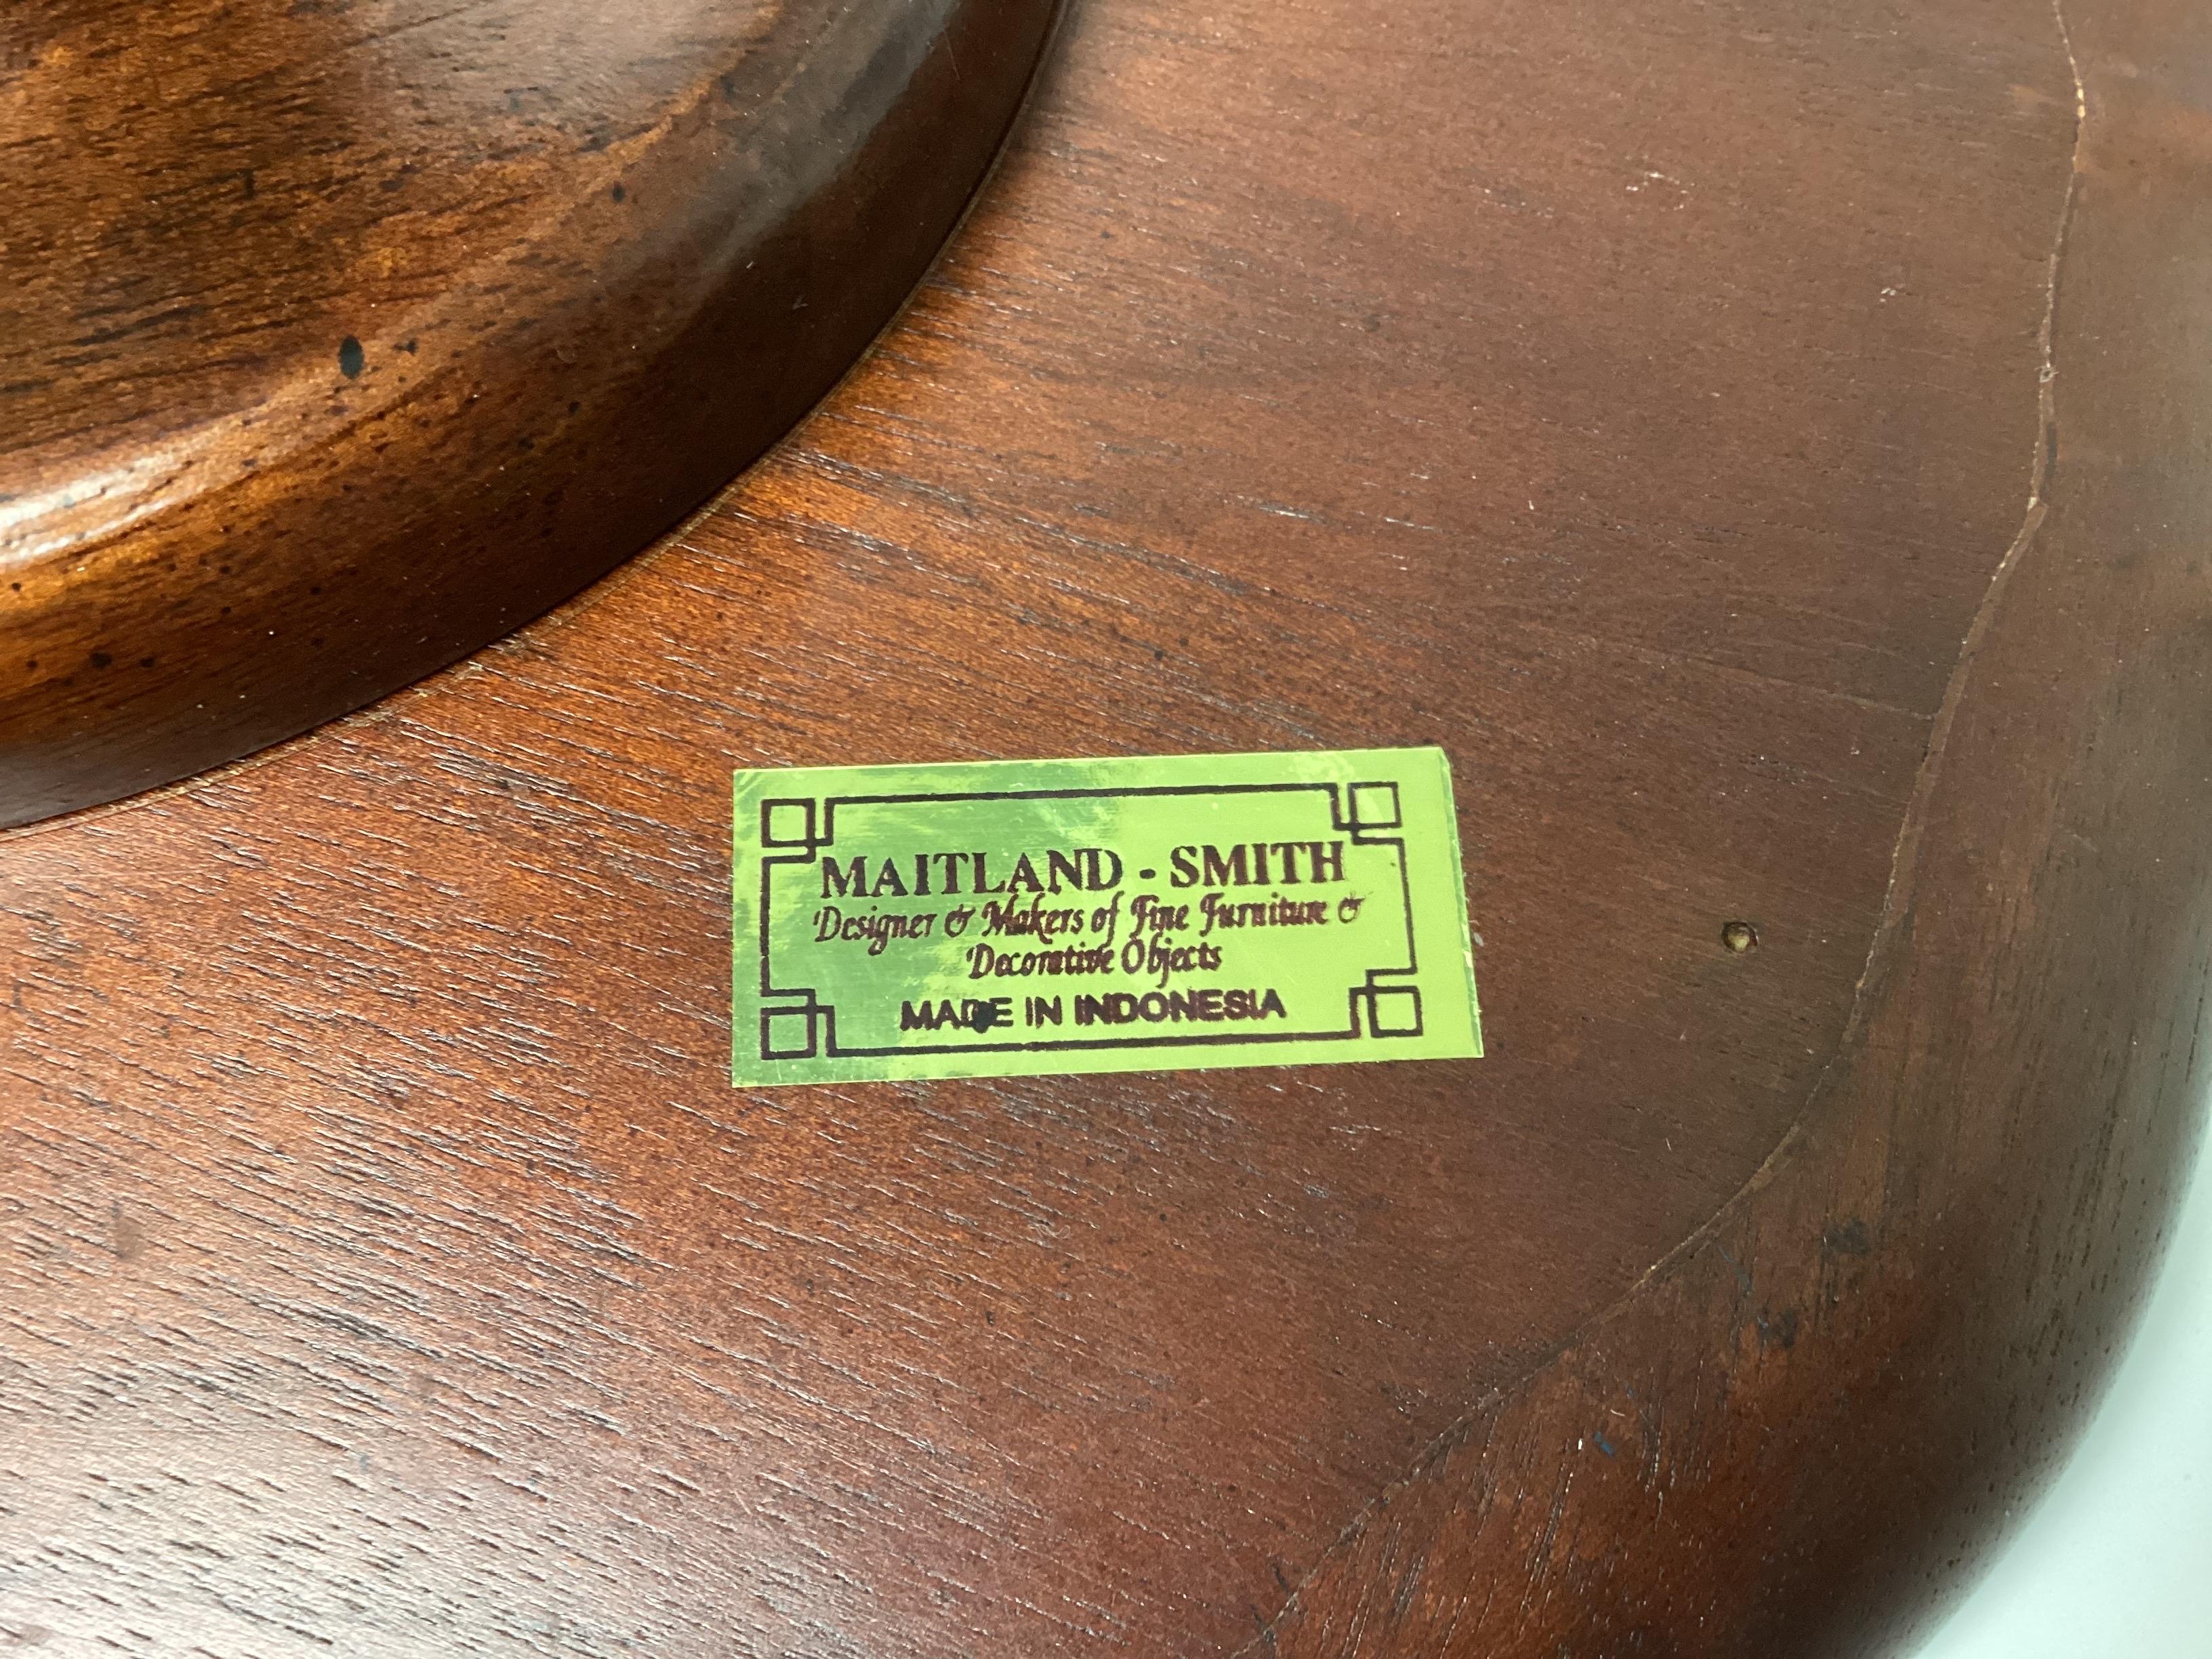 MAITLAND - SMITH
Designer & Makers of Fine Furniture &
Decorative Objects
MADE IN INDONESIA